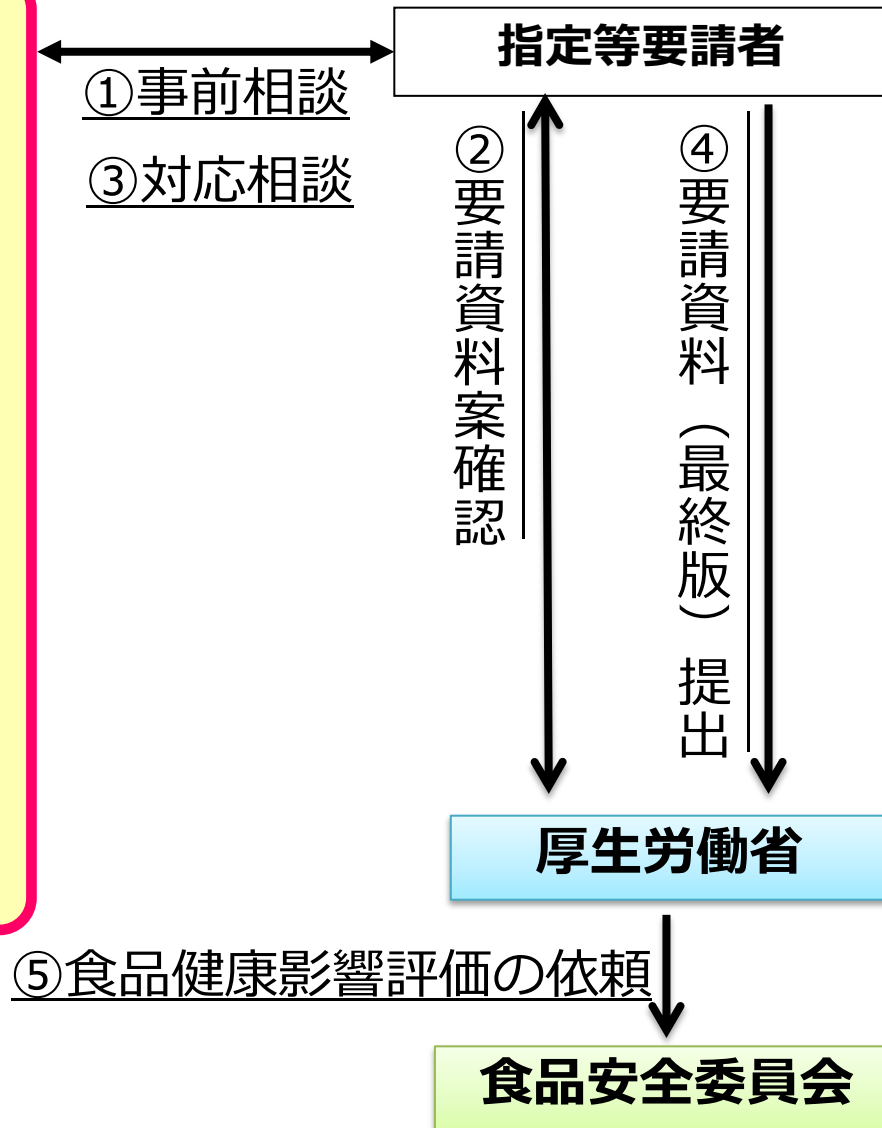 指定等要請者
①事前相談
③対応相談
②要請資料案確認
④要請資料（最終版）提出
厚生労働省
⑤食品健康影響評価の依頼
食品安全委員会